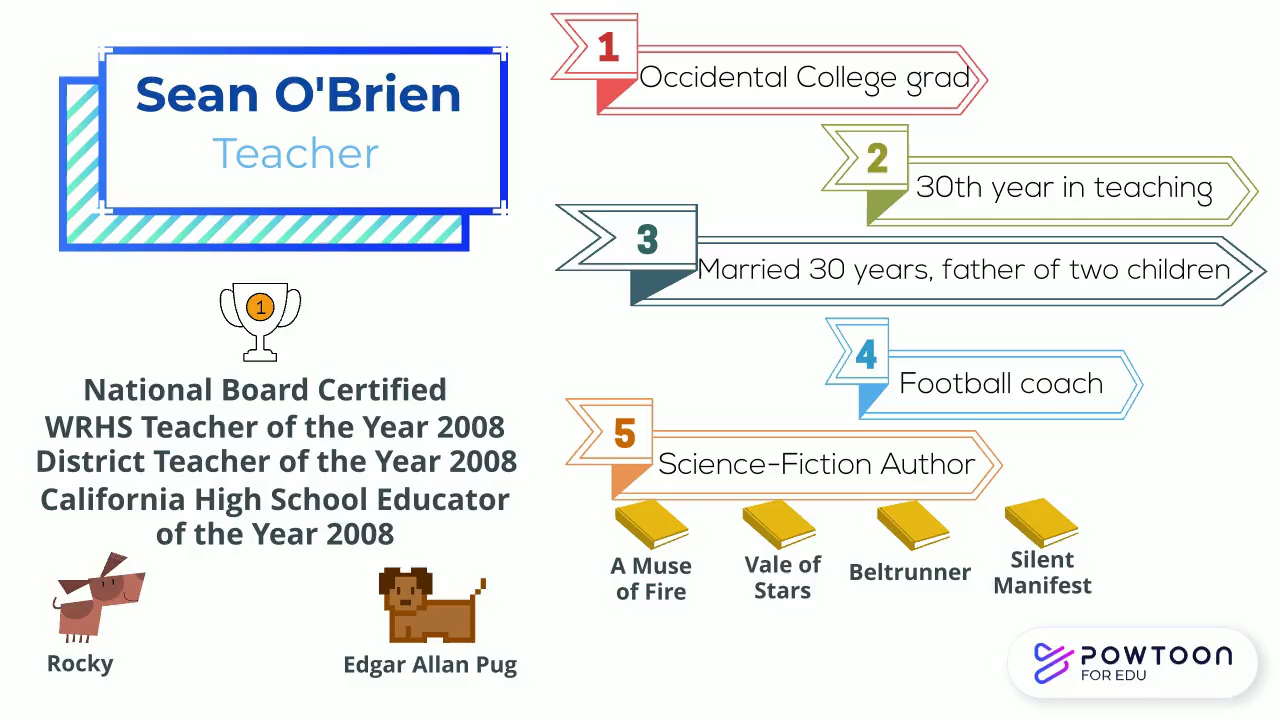 Sean O'Brien
Teacher
1
National Board Certified
WRHS Teacher of the Year 2008
District Teacher of the Year 2008
California High School Educator
of the Year 2008
Rocky
Edgar Allan Pug
1
Occidental College grad
2
30th year in teaching
3
Married 30 years, father of two children
4
Football coach
5
Science-Fiction Author
A Muse
of Fire
Vale of
Stars
Beltrunner
Silent
Manifest
POWTOON
FOR EDU